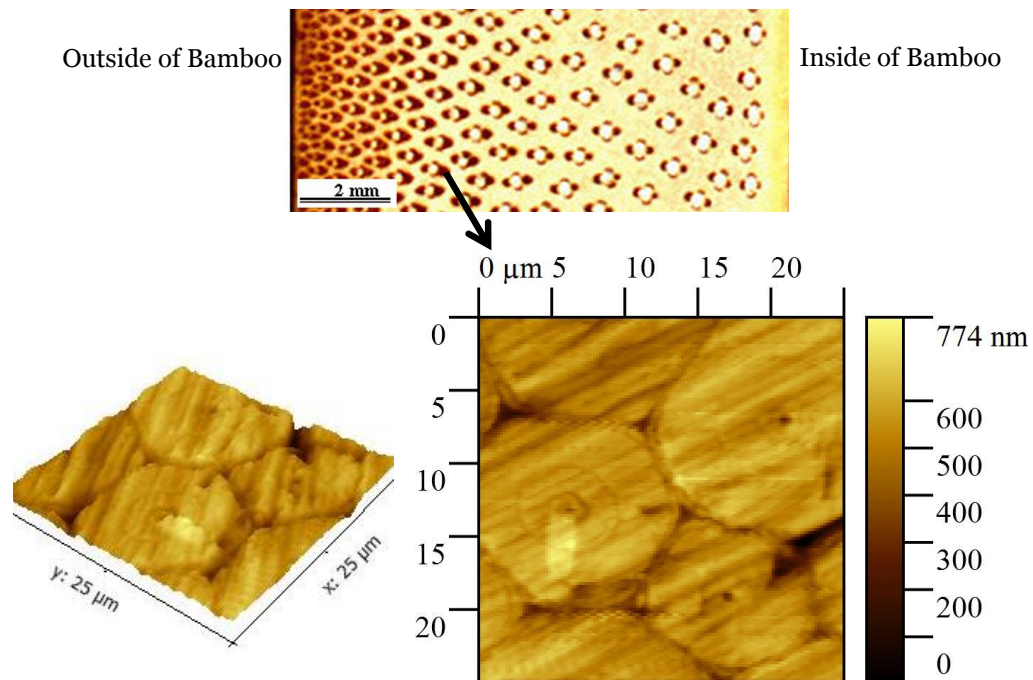 Outside of Bamboo
Inside of Bamboo
2 mm
0 µm 5 10 15 20
0
5
10
15
20
774 nm
600
500
400
300
200
0
y: 25 µm
x: 25 µm